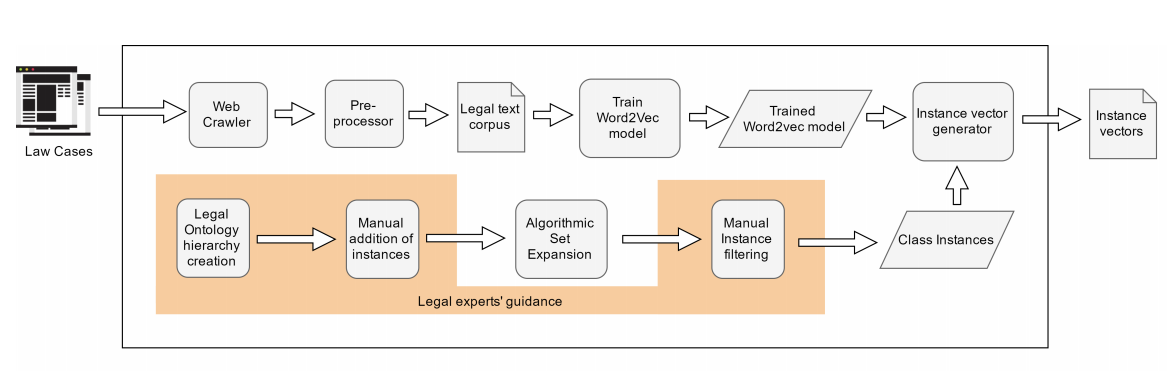 Law Cases
Web
Crawler
Pre-
processor
Legal text
corpus
Train
Word2Vec
model
Trained
Word2vec model
Instance vector
generator
Instance
vectors
Legal
Ontology
hierarchy
creation
Manual
addition of
instances
Algorithmic
Set
Expansion
Manual
Instance
filtering
Class Instances
Legal experts' guidance